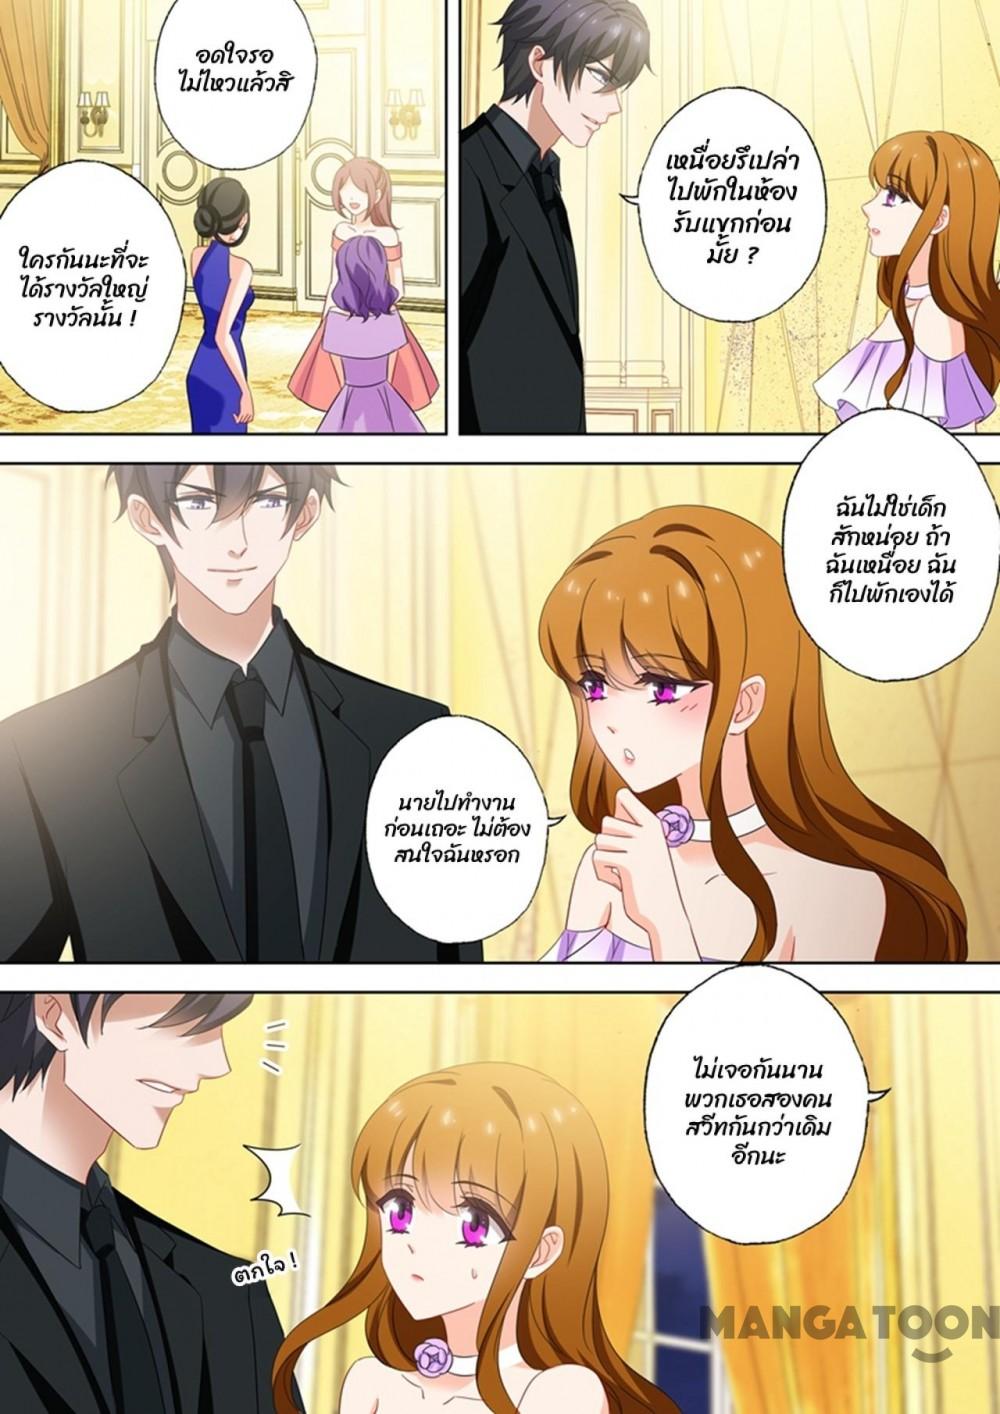 อดใจรอ
ไม่ไหวแล้วสิ
ใครกันนะที่จะ
ได้รางวัลใหญ่
รางวัลนั้น !
เหนื่อยรึเปล่า
ไปพักในห้อง
รับแขกก่อน
มั้ย ?
ฉันไม่ใช่เด็ก
สักหน่อย ถ้า
ฉันเหนื่อย ฉัน
ก็ไปพักเองได้
นายไปทำงาน
ก่อนเถอะ ไม่ต้อง
สนใจฉันหรอก
ไม่เจอกันนาน
พวกเธอสองคน
สวีทกันกว่าเดิม
อีกนะ
ตกใจ !
MANGATOON